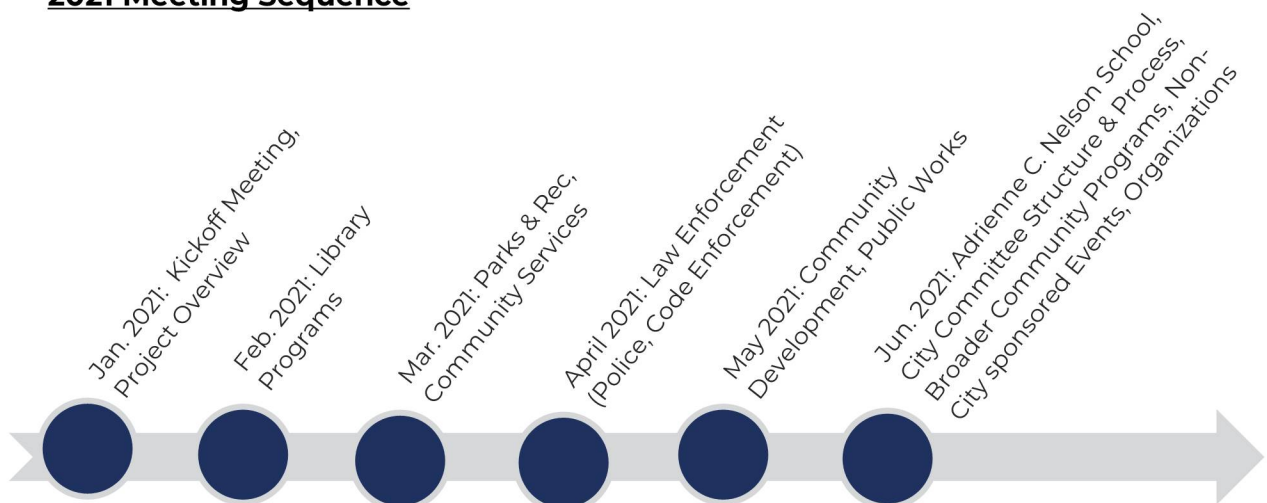 2021 Meeting Sequence
Jan. 2021: Kickoff Meeting,
Project Overview
Feb. 2021: Library
Programs
Mar. 2021: Parks & Rec,
Community Services
April 2021: Law Enforcement
(Police, Code Enforcement)
May 2021: Community
Development, Public Works
Jun. 2021: Adrienne C. Nelson School,
City Committee Structure & Process,
Broader Community Programs, Non-
City sponsored Events, Organizations